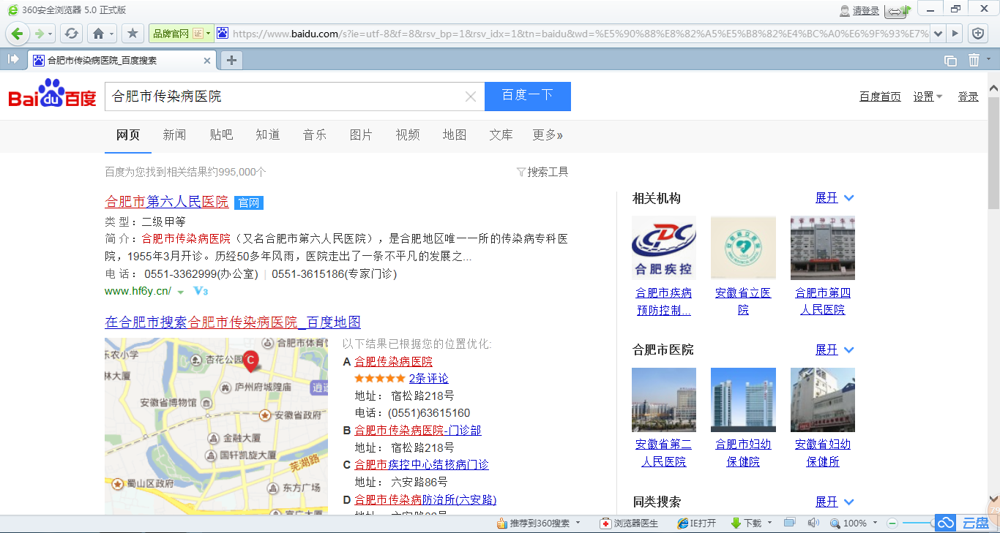 360安全浏览器 5.0 正式版
请登录
品牌官网 证
https://www.baidu.com/s?ie=utf-8&f=8&rsv_bp=1&rsv_idx=1&tn=baidu&wd=%E5%90%88%E8%82%A5%E5%B8%82%E4%BC%A0%E6%9F%93%E7%
合肥市传染病医院_百度搜索
Bai du 百度
合肥市传染病医院
百度一下
百度首页 设置 登录
网页 新闻 贴吧 知道 音乐 图片 视频 地图 文库 更多»
百度为您找到相关结果约995,000个
搜索工具
合肥市第六人民医院 官网
类 型：二级甲等
简 介：合肥市传染病医院（又名合肥市第六人民医院），是合肥地区唯一一所的传染病专科医
院，1955年3月开诊。历经50多年风雨，医院走出了一条不平凡的发展之...
电 话： 0551-3362999(办公室) | 0551-3615186(专家门诊)
www.hf6y.cn/ V3
在合肥市搜索合肥市传染病医院_百度地图
合肥市体育馆
乐农小学
杏花公园
C
林大厦
庐州府城隍庙
逍遥
安徽省博物馆
安徽省政府
金融大厦
国轩凯旋大厦
芜湖路
蜀山区政府
东方广场
富广大厦
以下结果已根据您的位置优化:
A 合肥传染病医院
2条评论
地址： 宿松路218号
电话：(0551)63615160
B 合肥市传染病医院-门诊部
地址： 宿松路218号
C 合肥市疾控中心结核病门诊
地址： 六安路86号
D 合肥市传染病防治所(六安路)
相关机构 展开
CDC
合肥疾控
合肥市疾病
预防控制...
安徽省立医
院
合肥市第四
人民医院
合肥市医院 展开
安徽省第二
人民医院
合肥市妇幼
保健院
安徽省妇幼
保健所
同类搜索 展开
79
推荐到360搜索 浏览器医生 IE打开 下载 100% 云盘